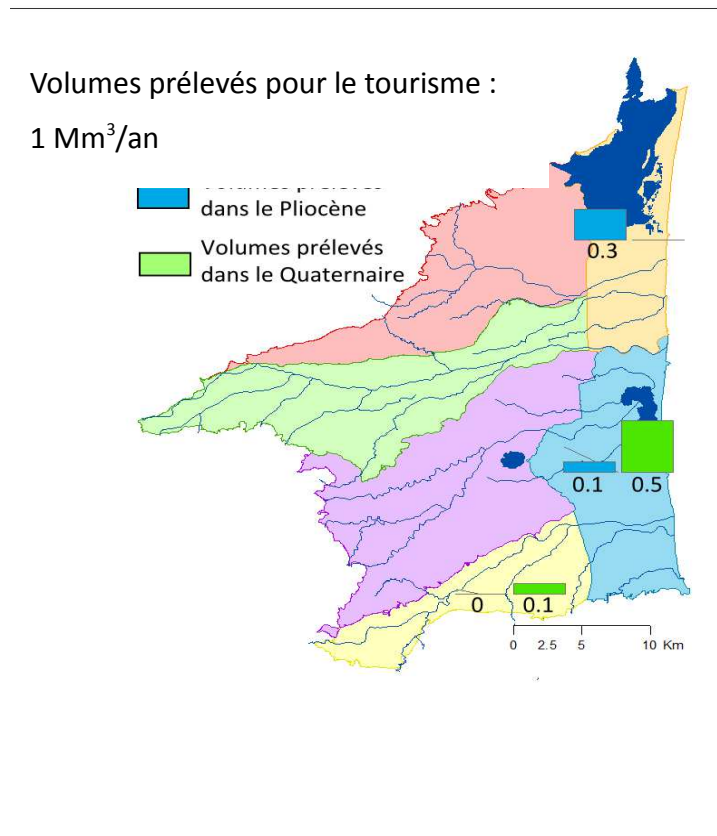 Volumes prélevés pour le tourisme :
1 Mm³/an
dans le Pliocène
Volumes prélevés
dans le Quaternaire
0.3
0.1 0.5
0 0.1
0 2.5 5 10 Km